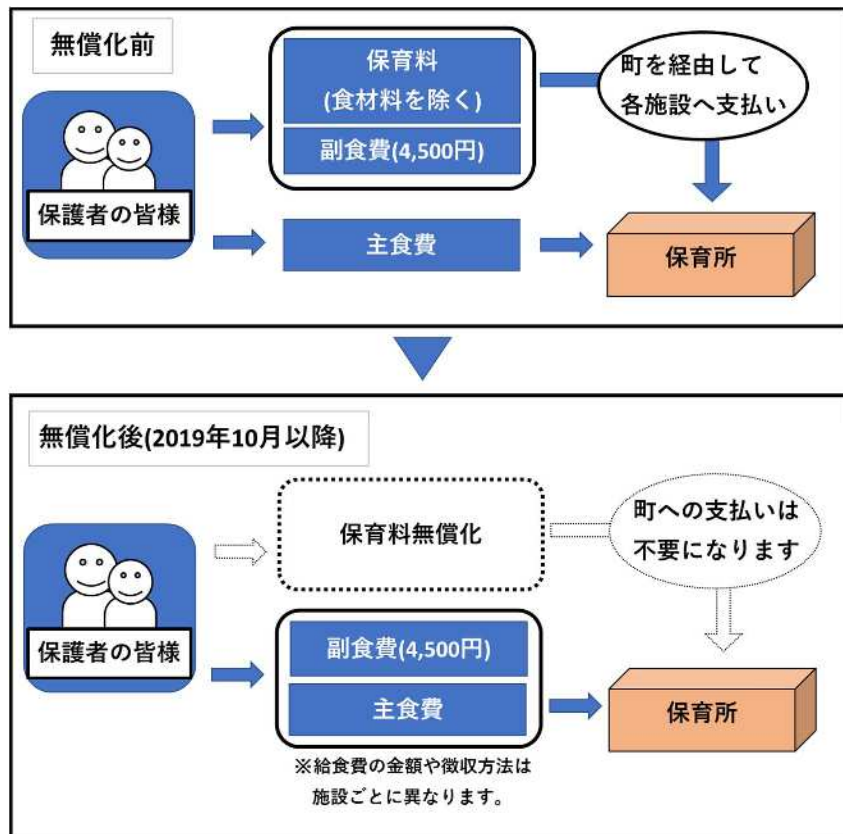 無償化前
保育料
(食材料を除く)
副食費(4,500円)
町を経由して
各施設へ支払い
保護者の皆様
主食費
保育所
無償化後(2019年10月以降)
保育料無償化
町への支払いは
不要になります
保護者の皆様
副食費(4,500円)
主食費
保育所
※給食費の金額や徴収方法は
施設ごとに異なります。